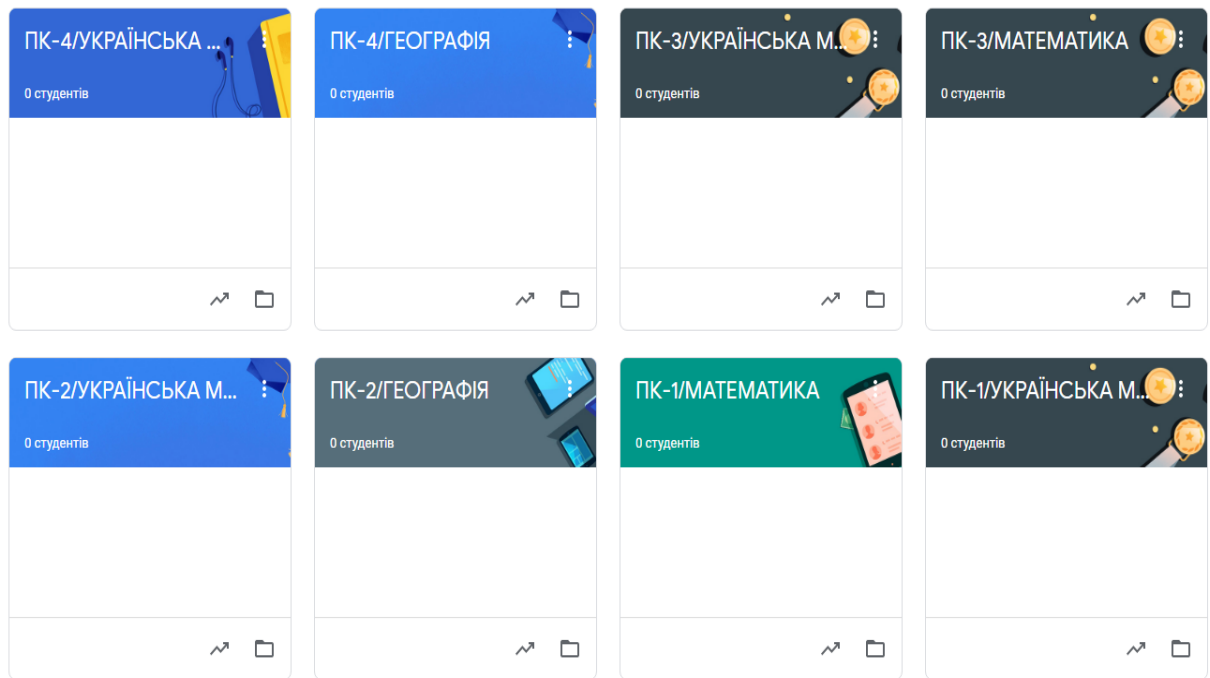 ПК-4/УКРАЇНСЬКА ...
0 студентів
ПК-4/ГЕОГРАФІЯ
0 студентів
ПК-3/УКРАЇНСЬКА М...
0 студентів
ПК-3/МАТЕМАТИКА
0 студентів
ПК-2/УКРАЇНСЬКА М...
0 студентів
ПК-2/ГЕОГРАФІЯ
0 студентів
ПК-1/МАТЕМАТИКА
0 студентів
ПК-1/УКРАЇНСЬКА М...
0 студентів